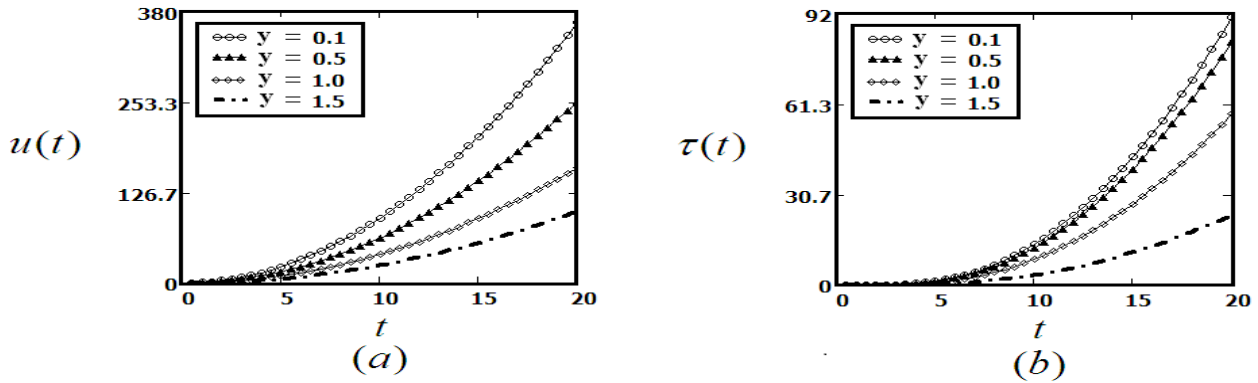 380
253.3
126.7
0
u(t)
y = 0.1
y = 0.5
y = 1.0
y = 1.5
0 5 10 15 20
t
(a)
92
61.3
30.7
0
τ(t)
y = 0.1
y = 0.5
y = 1.0
y = 1.5
0 5 10 15 20
t
(b)